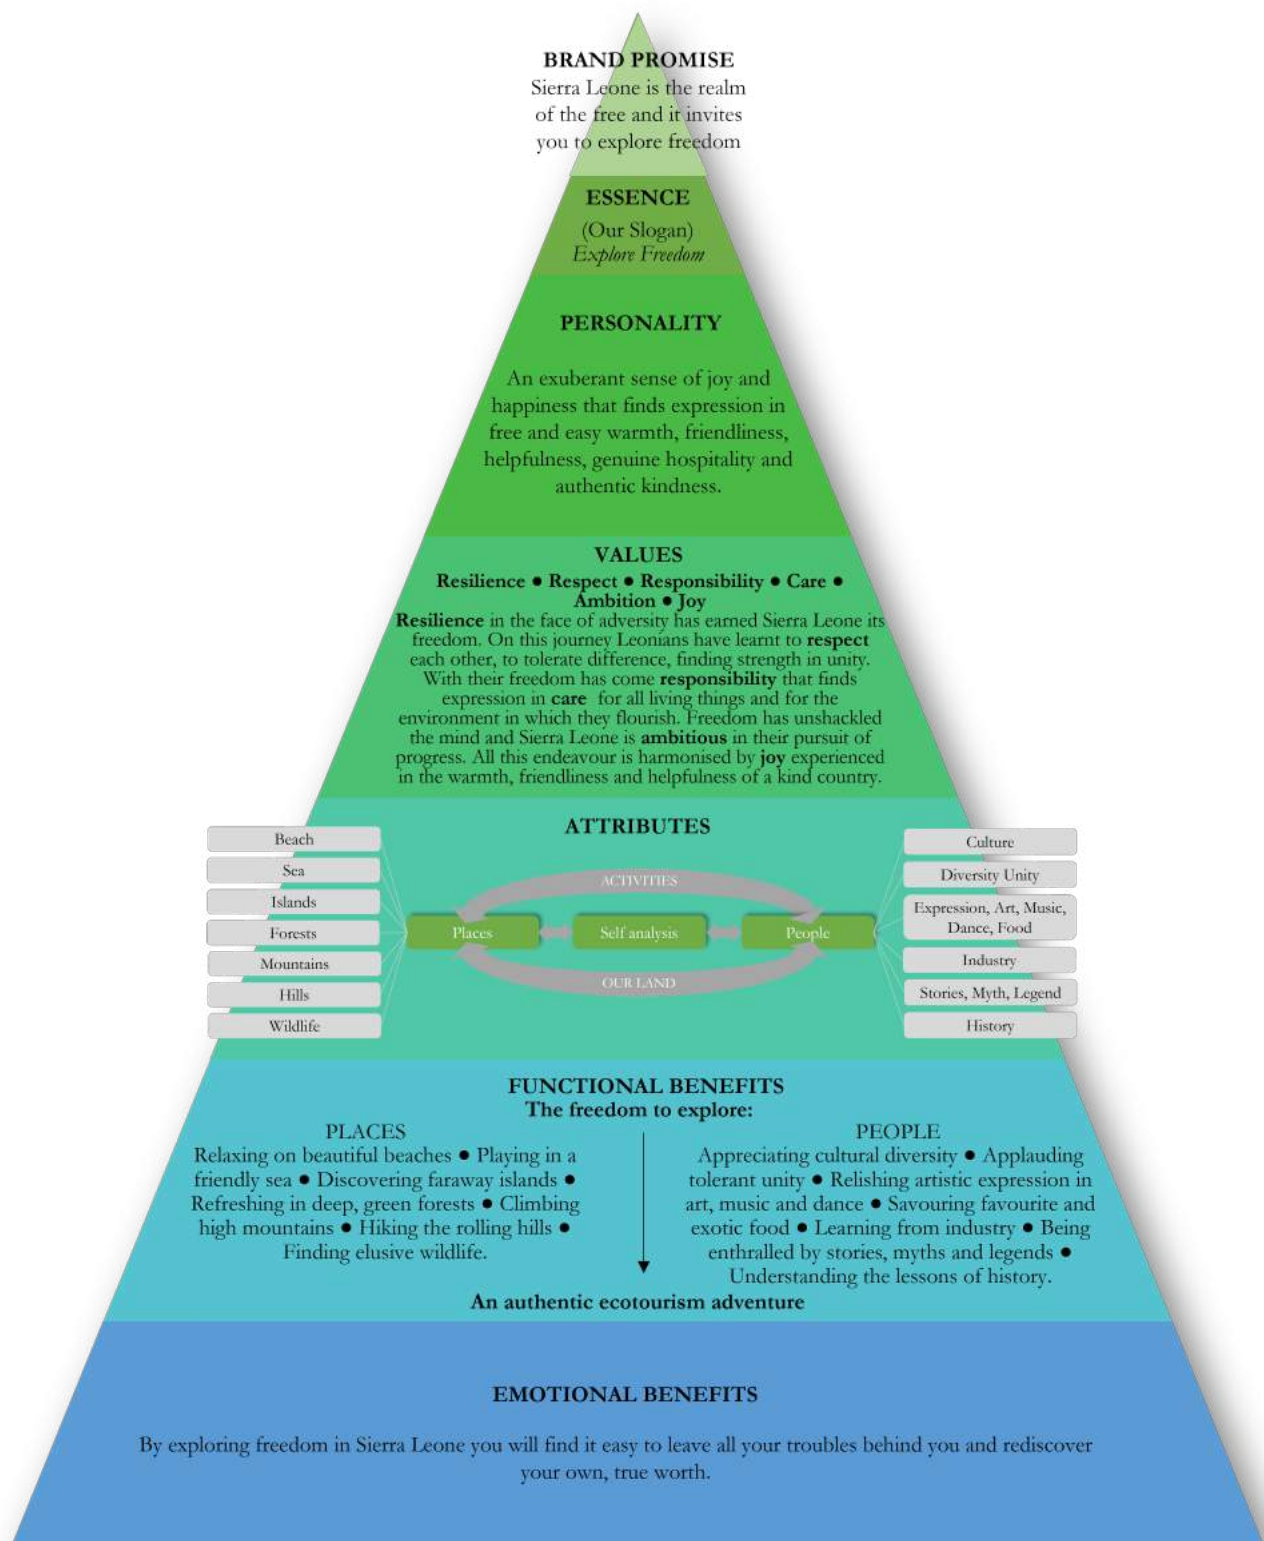 BRAND PROMISE
Sierra Leone is the realm
of the free and it invites
you to explore freedom
ESSENCE
(Our Slogan)
Explore Freedom
PERSONALITY
An exuberant sense of joy and
happiness that finds expression in
free and easy warmth, friendliness,
helpfulness, genuine hospitality and
authentic kindness.
VALUES
Resilience ● Respect ● Responsibility ● Care ●
Ambition ● Joy
Resilience in the face of adversity has earned Sierra Leone its
freedom. On this journey Leonians have learnt to respect
each other, to tolerate difference, finding strength in unity.
With their freedom has come responsibility that finds
expression in care for all living things and for the
environment in which they flourish. Freedom has unshackled
the mind and Sierra Leone is ambitious in their pursuit of
progress. All this endeavour is harmonised by joy experienced
in the warmth, friendliness and helpfulness of a kind country.
ATTRIBUTES
Beach
Sea
Islands
Forests
Mountains
Hills
Wildlife
ACTIVITIES
Places
Self analysis
People
OUR LAND
Culture
Diversity Unity
Expression, Art, Music,
Dance, Food
Industry
Stories, Myth, Legend
History
FUNCTIONAL BENEFITS
The freedom to explore:
PLACES
Relaxing on beautiful beaches ● Playing in a
friendly sea ● Discovering faraway islands ●
Refreshing in deep, green forests ● Climbing
high mountains ● Hiking the rolling hills ●
Finding elusive wildlife.
PEOPLE
Appreciating cultural diversity ● Applauding
tolerant unity ● Relishing artistic expression in
art, music and dance ● Savouring favourite and
exotic food ● Learning from industry ● Being
enthralled by stories, myths and legends ●
Understanding the lessons of history.
An authentic ecotourism adventure
EMOTIONAL BENEFITS
By exploring freedom in Sierra Leone you will find it easy to leave all your troubles behind you and rediscover
your own, true worth.